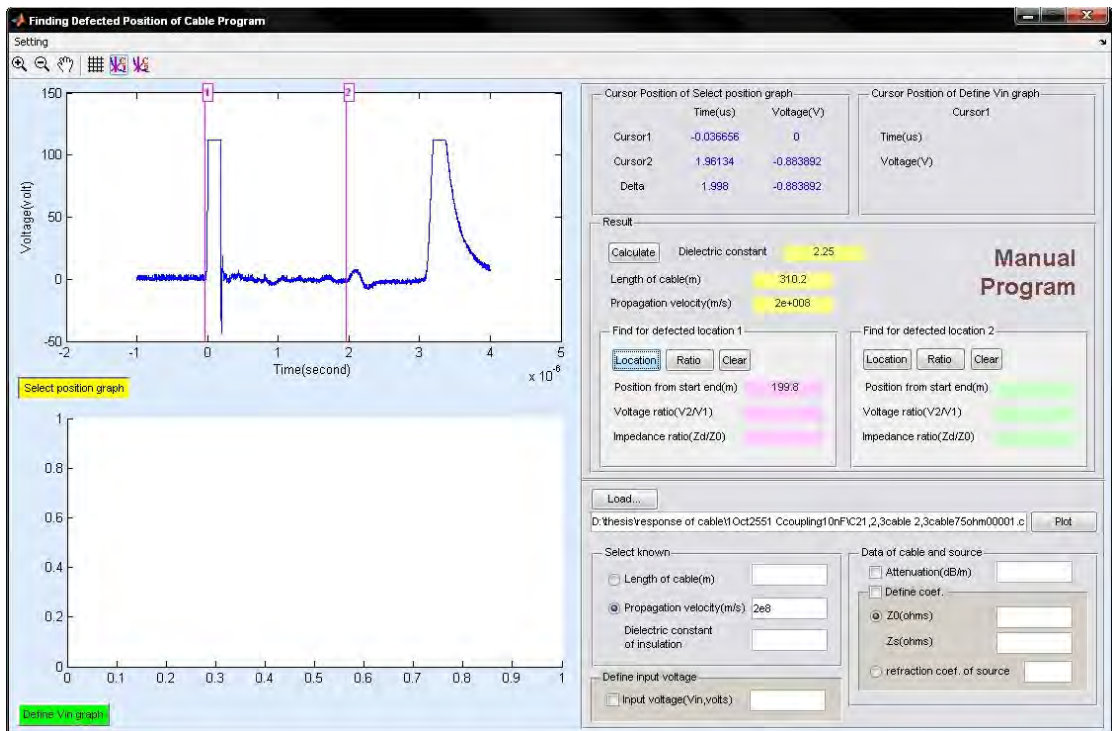 Finding Defected Position of Cable Program
Setting
1 2
150
100
50
0
-50
Voltage(volt)
-2 -1 0 1 2 3 4 5
Time(second)
x 10^-6
Select position graph
1
0.8
0.6
0.4
0.2
0
0 0.1 0.2 0.3 0.4 0.5 0.6 0.7 0.8 0.9 1
Define Vin graph
Cursor Position of Select position graph
Time(us) Voltage(V)
Cursor1 -0.036656 0
Cursor2 1.96134 -0.883892
Delta 1.998 -0.883892
Cursor Position of Define Vin graph
Cursor1
Time(us)
Voltage(V)
Result
Calculate Dielectric constant 2.25
Length of cable(m) 310.2
Propagation velocity(m/s) 2e+008
Manual
Program
Find for defected location 1
Location Ratio Clear
Position from start end(m) 199.8
Voltage ratio(V2/V1)
Impedance ratio(Zd/Z0)
Find for defected location 2
Location Ratio Clear
Position from start end(m)
Voltage ratio(V2/V1)
Impedance ratio(Zd/Z0)
Load...
D:\thesis\response of cable\1Oct2551 Ccoupling10nF\C21,2,3cable 2,3cable75ohm00001.c Plot
Select known
Length of cable(m)
Propagation velocity(m/s) 2e8
Dielectric constant
of insulation
Define input voltage
Input voltage(Vin,volts)
Data of cable and source
Attenuation(dB/m)
Define coef.
Z0(ohms)
Zs(ohms)
refraction coef. of source